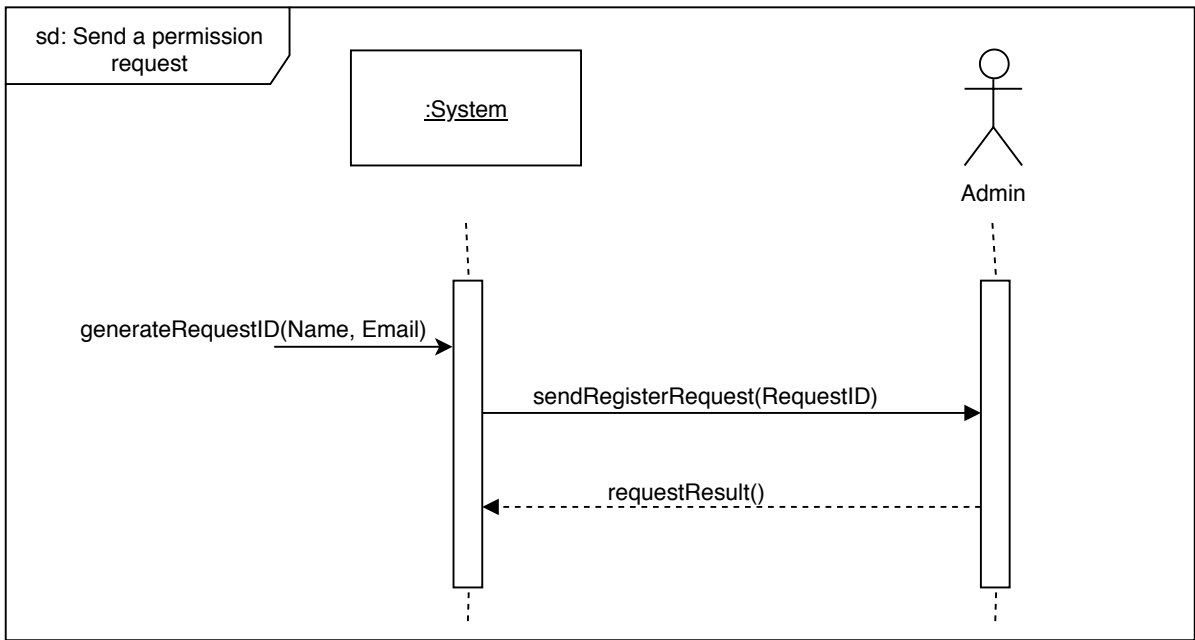 sd: Send a permission
request
:System
Admin
generateRequestID(Name, Email)
sendRegisterRequest(RequestID)
requestResult()